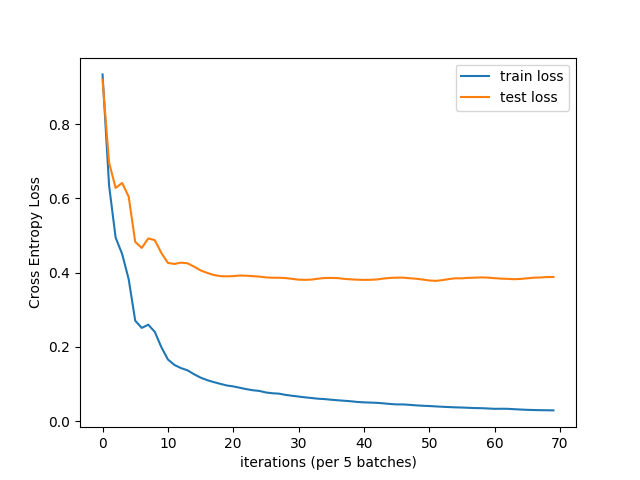 train loss
test loss
0.8
0.6
0.4
0.2
0.0
Cross Entropy Loss
0 10 20 30 40 50 60 70
iterations (per 5 batches)